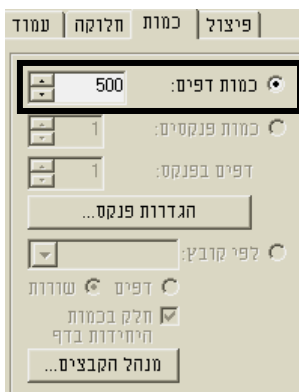 פיצול | כמות | חלוקה | עמוד
כמות דפים: 500
כמות פנקסים: 1
דפים בפנקס: 1
הגדרות פנקס...
לפי קובץ:
דפים שורות
חלק בכמות
היחידות בדף
מנהל הקבצים...